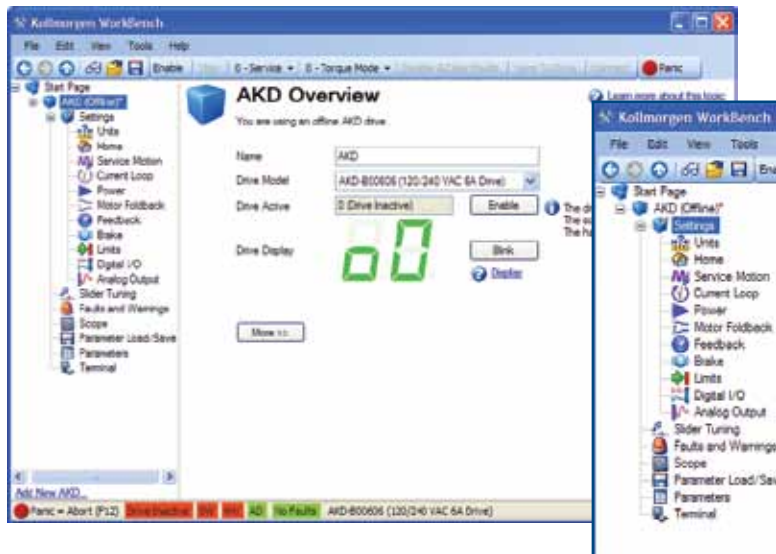 Kollmorgen WorkBench
File Edit View Tools Help
Enable 0 - Service 0 - Torque Mode Panic
Start Page
AKD (Offline)*
Settings
Units
Home
Service Motion
Current Loop
Power
Motor Foldback
Feedback
Brake
Limits
Digital I/O
Analog Output
Slider Tuning
Faults and Warnings
Scope
Parameter Load/Save
Parameters
Terminal
Add New AKD...
AKD Overview
Learn more about this topic
You are using an offline AKD drive
Name AKD
Drive Model AKD-B00606 (120/240 VAC 6A Drive)
Drive Active 0 (Drive Inactive) Enable
The
The
Drive Display Blink
Display
More >>
Panic = Abort (F12) Drive Inactive SW HW AD No Faults AKD-B00606 (120/240 VAC 6A Drive)
Kollmorgen WorkBench
File Edit View Tools
Start Page
AKD (Offline)*
Settings
Units
Home
Service Motion
Current Loop
Power
Motor Foldback
Feedback
Brake
Limits
Digital I/O
Analog Output
Slider Tuning
Faults and Warnings
Scope
Parameter Load/Sav
Parameters
Terminal